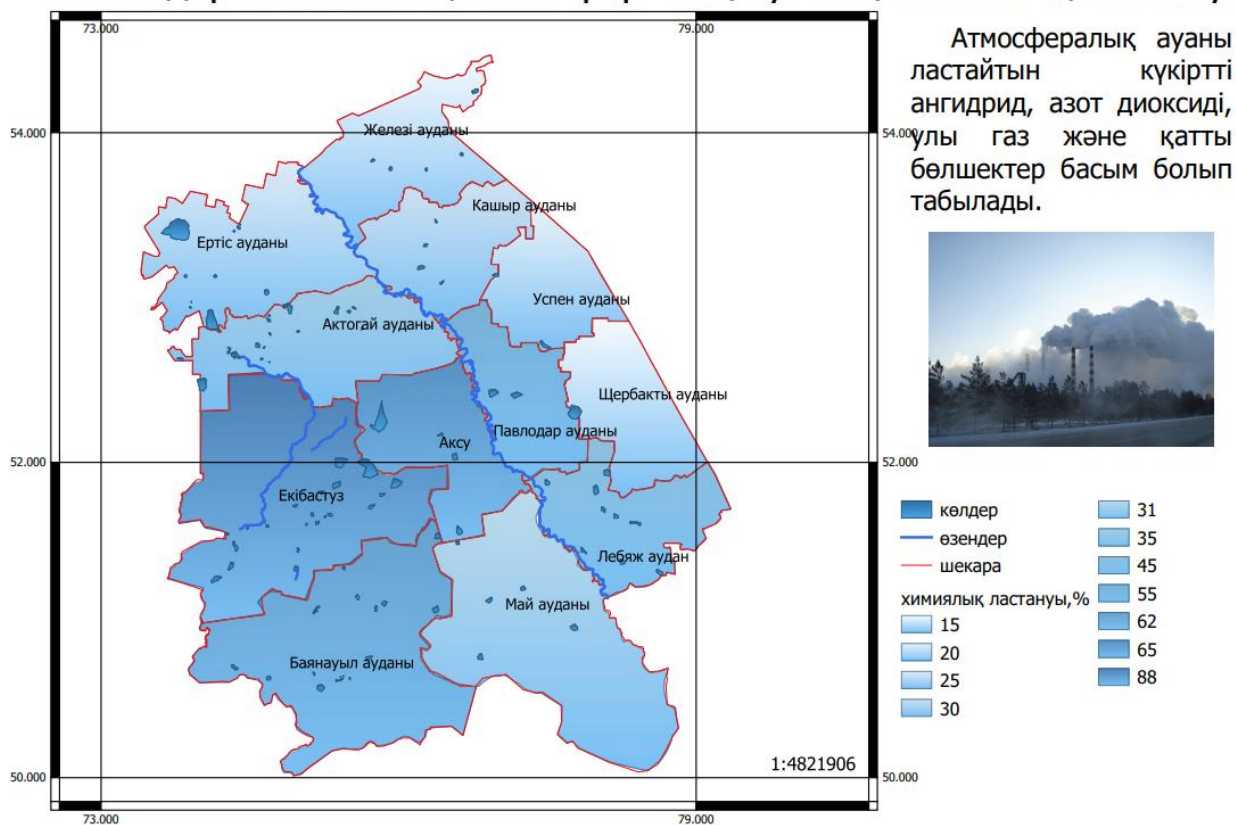 73.000
79.000
54.000
54.000
52.000
52.000
50.000
50.000
73.000
79.000
Железі ауданы
Кашыр ауданы
Ертіс ауданы
Успен ауданы
Актогай ауданы
Щербакты ауданы
Павлодар ауданы
Аксу
Екібастуз
Лебяж аудан
Май ауданы
Баянауыл ауданы
1:4821906
Атмосфералық ауаны
ластайтын күкіртті
ангидрид, азот диоксиді,
улы газ және қатты
бөлшектер басым болып
табылады.
көлдер
өзендер
шекара
химиялық ластануы,%
15
20
25
30
31
35
45
55
62
65
88